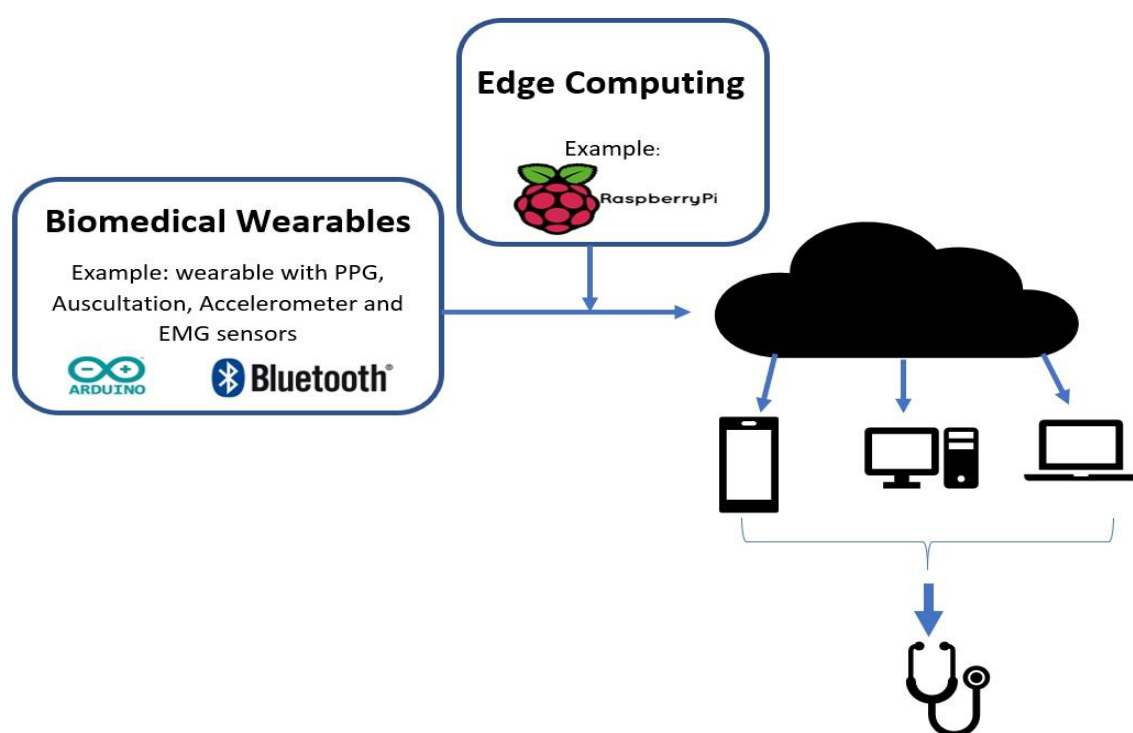 Edge Computing
Example:
RaspberryPi
Biomedical Wearables
Example: wearable with PPG,
Auscultation, Accelerometer and
EMG sensors
ARDUINO
Bluetooth®